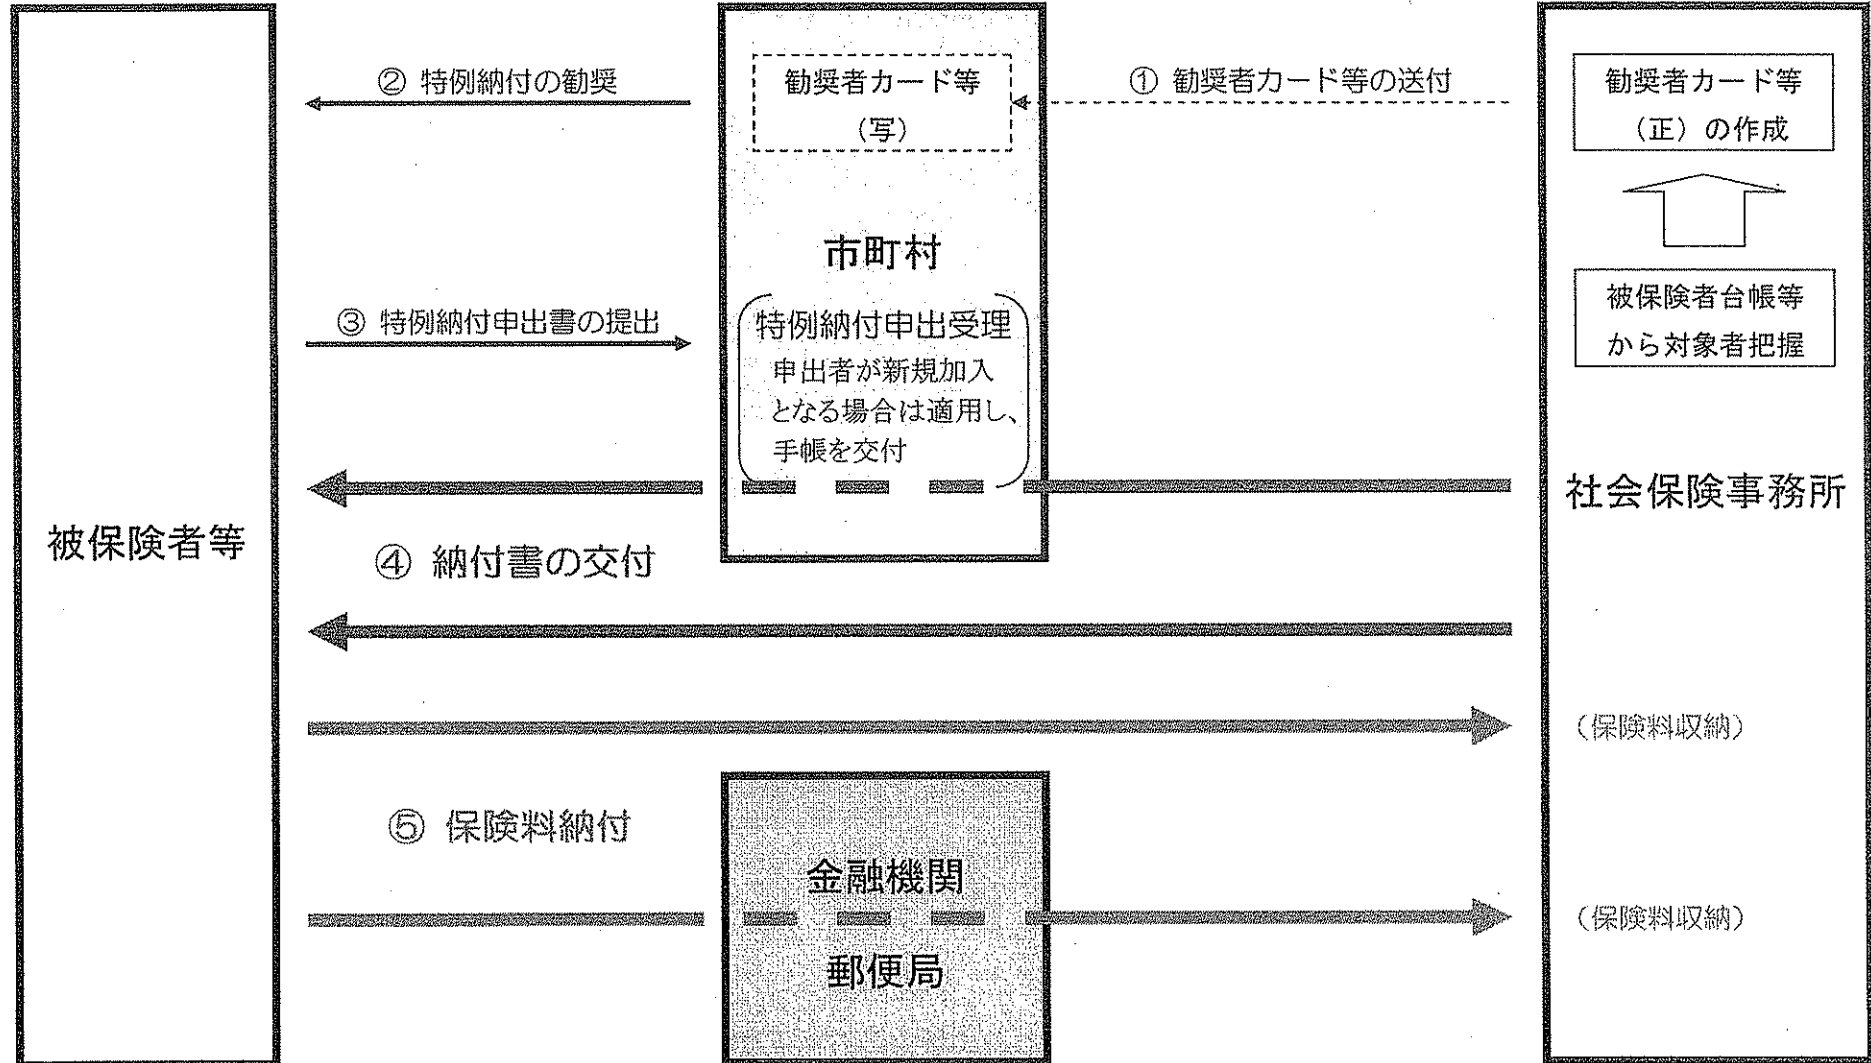 ② 特例納付の勧奨
勧奨者カード等
（写）
① 勧奨者カード等の送付
勧奨者カード等
（正）の作成
市町村
被保険者台帳等
から対象者把握
③ 特例納付申出書の提出
特例納付申出受理
申出者が新規加入
となる場合は適用し、
手帳を交付
社会保険事務所
被保険者等
④ 納付書の交付
（保険料収納）
⑤ 保険料納付
金融機関
（保険料収納）
郵便局